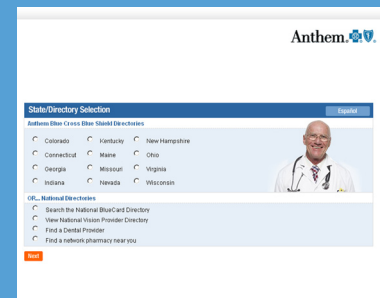 Anthem.
State/Directory Selection
Español
Anthem Blue Cross Blue Shield Directories
Colorado Kentucky New Hampshire
Connecticut Maine Ohio
Georgia Missouri Virginia
Indiana Nevada Wisconsin
OR... National Directories
Search the National BlueCard Directory
View National Vision Provider Directory
Find a Dental Provider
Find a network pharmacy near you
Next